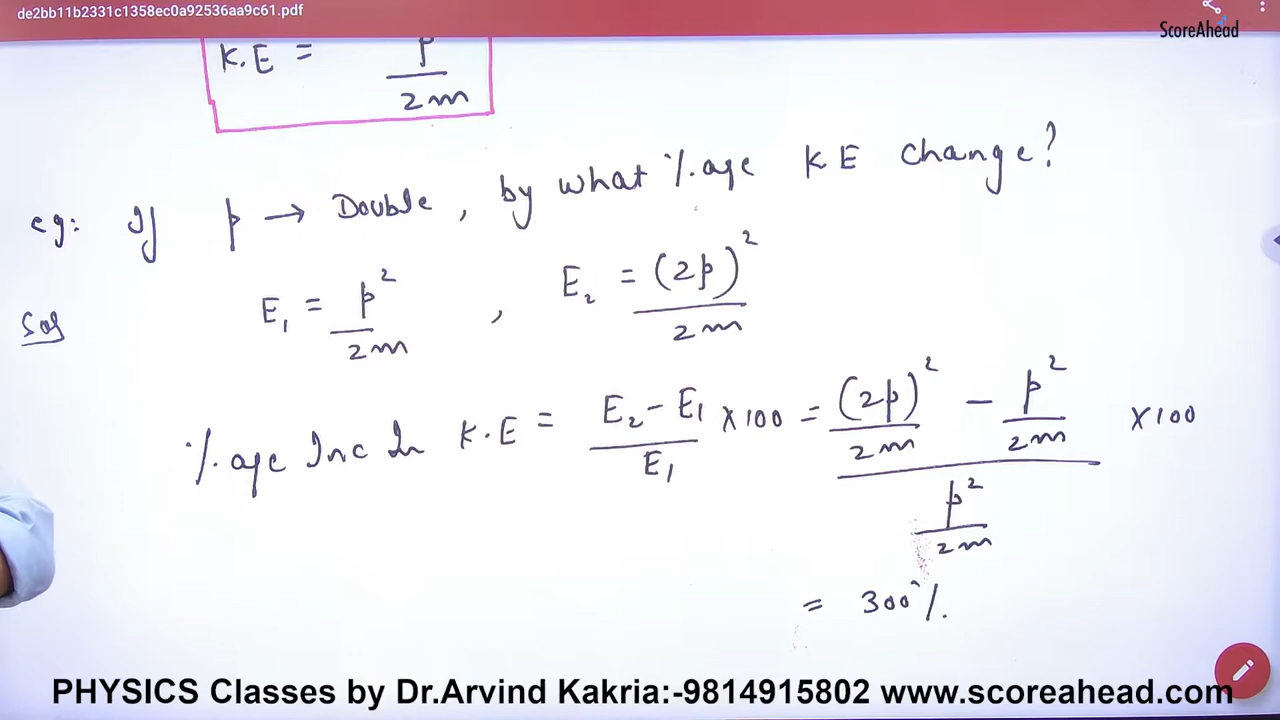 de2bb11b2331c1358ec0a92536aa9c61.pdf
ScoreAhead
K.E = p / 2m
eg: If p → Double, by what %age KE change?
Sol E₁ = p² / 2m , E₂ = (2p)² / 2m
%age Inc In K.E = (E₂ - E₁) / E₁ × 100 = ((2p)² / 2m - p² / 2m) / (p² / 2m) × 100
= 300%
PHYSICS Classes by Dr.Arvind Kakria:-9814915802 www.scoreahead.com